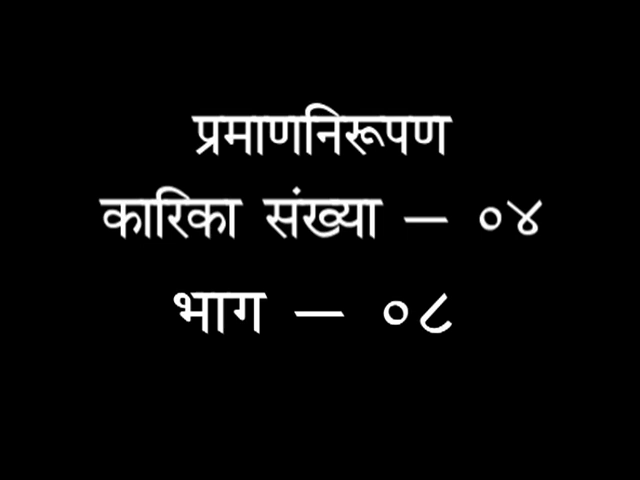 प्रमाणनिरूपण
कारिका संख्या – ०४
भाग – ०८